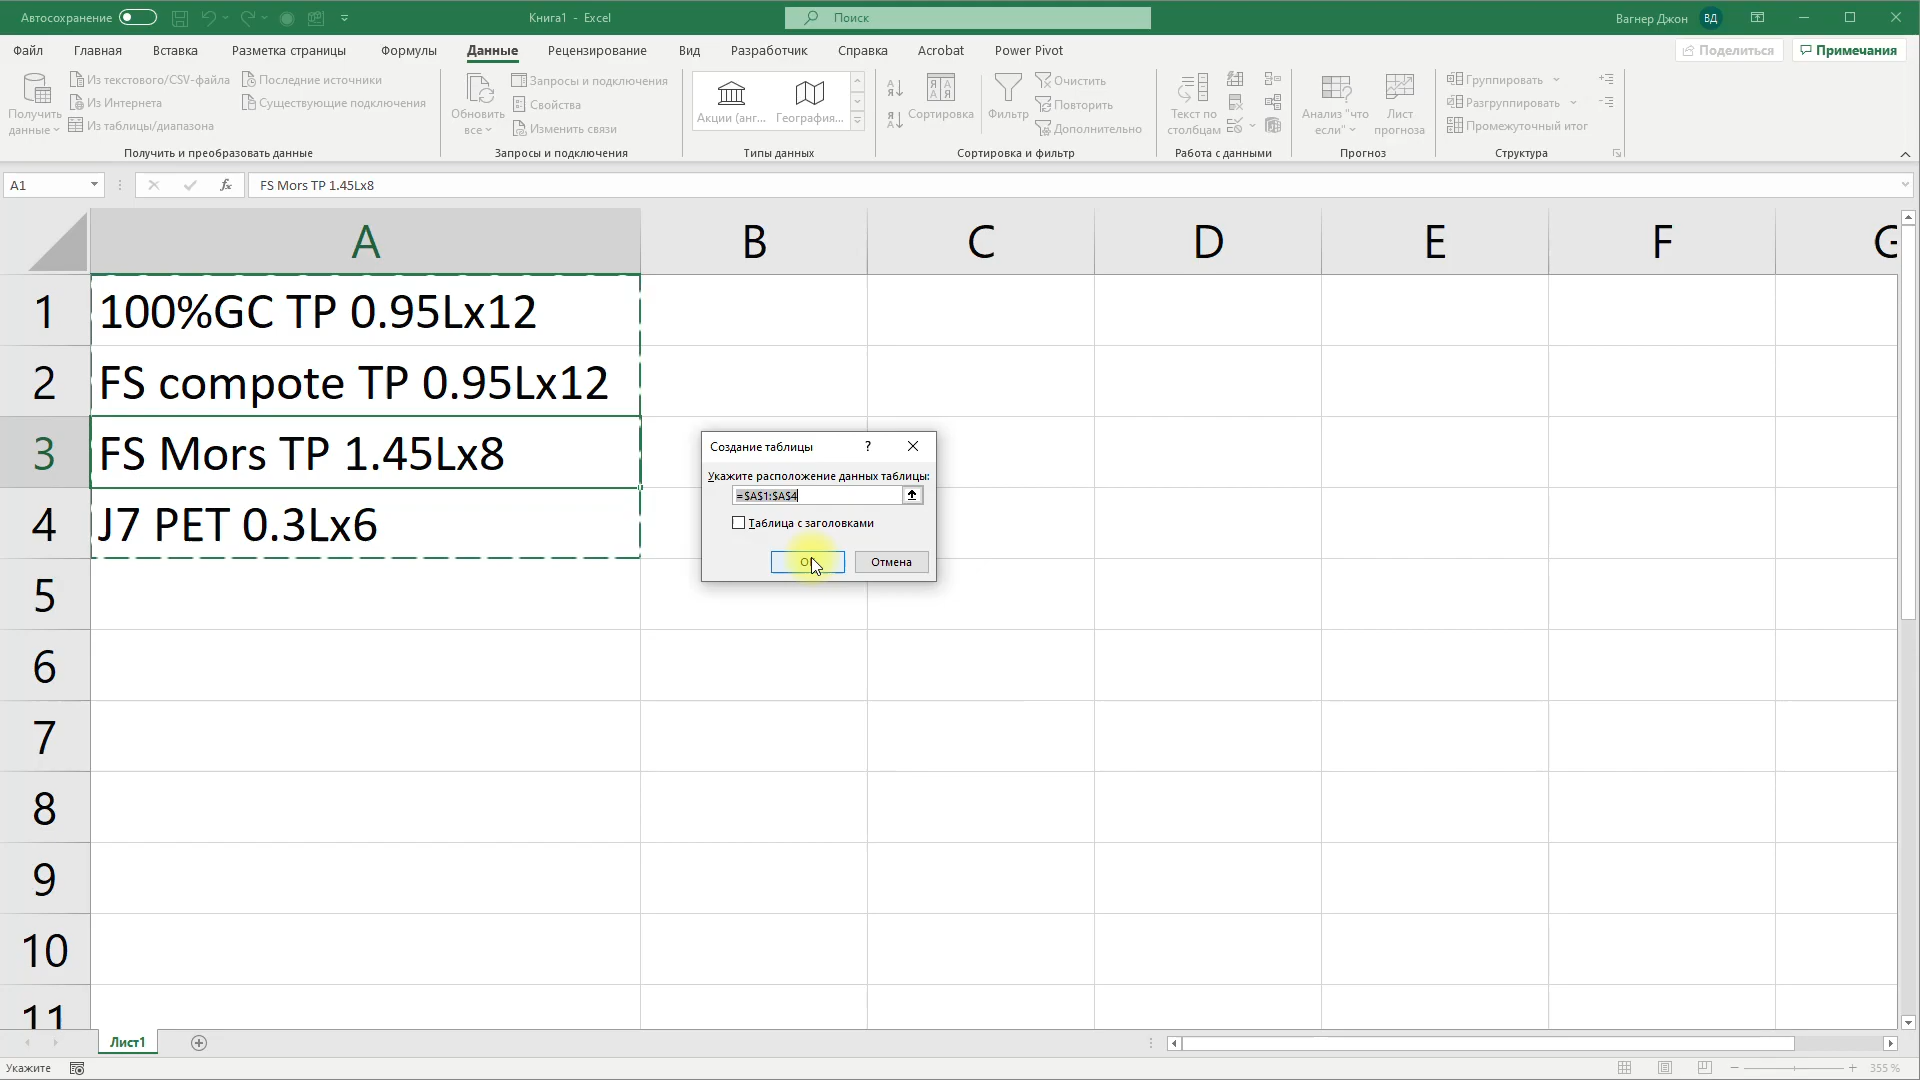 Автосохранение
Книга1 - Excel
Поиск
Вагнер Джон
ВД
Файл
Главная
Вставка
Разметка страницы
Формулы
Данные
Рецензирование
Вид
Разработчик
Справка
Acrobat
Power Pivot
Поделиться
Примечания
Получить
данные
Из текстового/CSV-файла
Из Интернета
Из таблицы/диапазона
Последние источники
Существующие подключения
Получить и преобразовать данные
Обновить
все
Запросы и подключения
Свойства
Изменить связи
Запросы и подключения
Акции (анг...
География...
Типы данных
Сортировка
Фильтр
Очистить
Повторить
Дополнительно
Сортировка и фильтр
Текст по
столбцам
Работа с данными
Анализ "что
если"
Лист
прогноза
Прогноз
Группировать
Разгруппировать
Промежуточный итог
Структура
A1
fx
FS Mors TP 1.45Lx8
A B C D E F G
1 100%GC TP 0.95Lx12
2 FS compote TP 0.95Lx12
3 FS Mors TP 1.45Lx8
4 J7 PET 0.3Lx6
5
6
7
8
9
10
11
Создание таблицы
?
Укажите расположение данных таблицы:
=$A$1:$A$4
Таблица с заголовками
Отмена
Лист1
Укажите
355 %